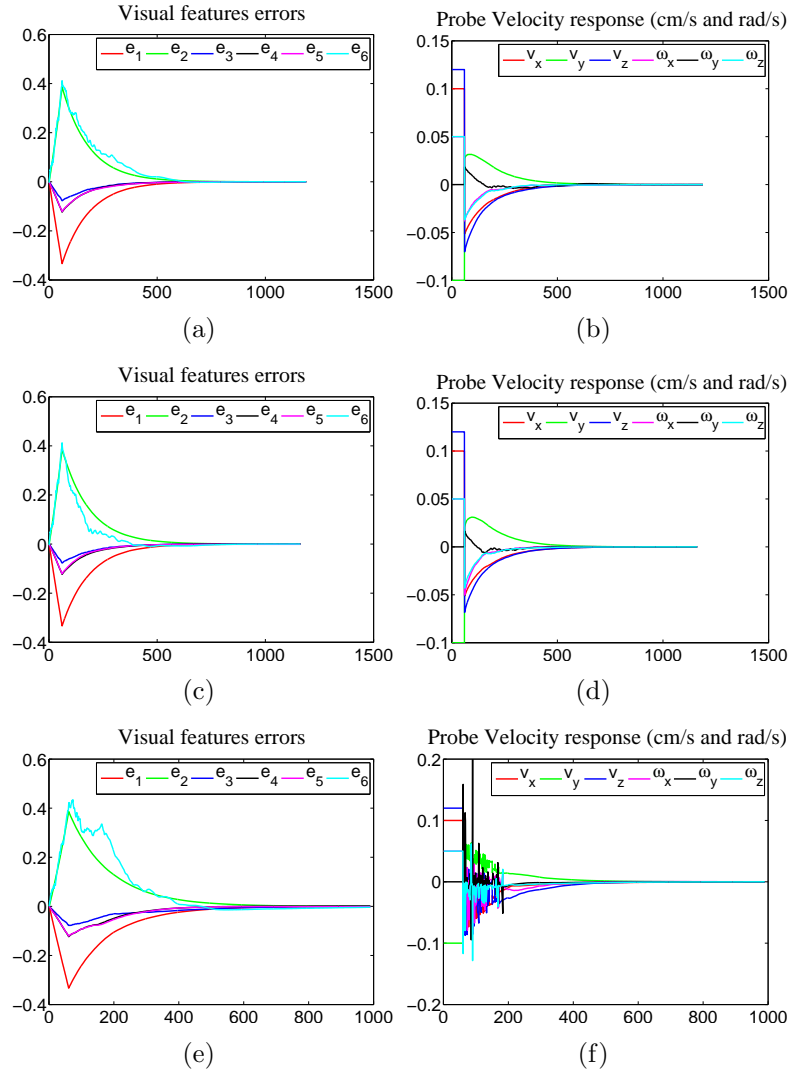 Visual features errors
Probe Velocity response (cm/s and rad/s)
0.6
e1 e2 e3 e4 e5 e6
0.4
0.2
0
−0.2
−0.4
0 500 1000 1500
(a)
0.15
vx vy vz ωx ωy ωz
0.1
0.05
0
−0.05
−0.1
0 500 1000 1500
(b)
Visual features errors
Probe Velocity response (cm/s and rad/s)
0.6
e1 e2 e3 e4 e5 e6
0.4
0.2
0
−0.2
−0.4
0 500 1000 1500
(c)
0.15
vx vy vz ωx ωy ωz
0.1
0.05
0
−0.05
−0.1
0 500 1000 1500
(d)
Visual features errors
Probe Velocity response (cm/s and rad/s)
0.6
e1 e2 e3 e4 e5 e6
0.4
0.2
0
−0.2
−0.4
0 200 400 600 800 1000
(e)
0.2
vx vy vz ωx ωy ωz
0.1
0
−0.1
−0.2
0 200 400 600 800 1000
(f)